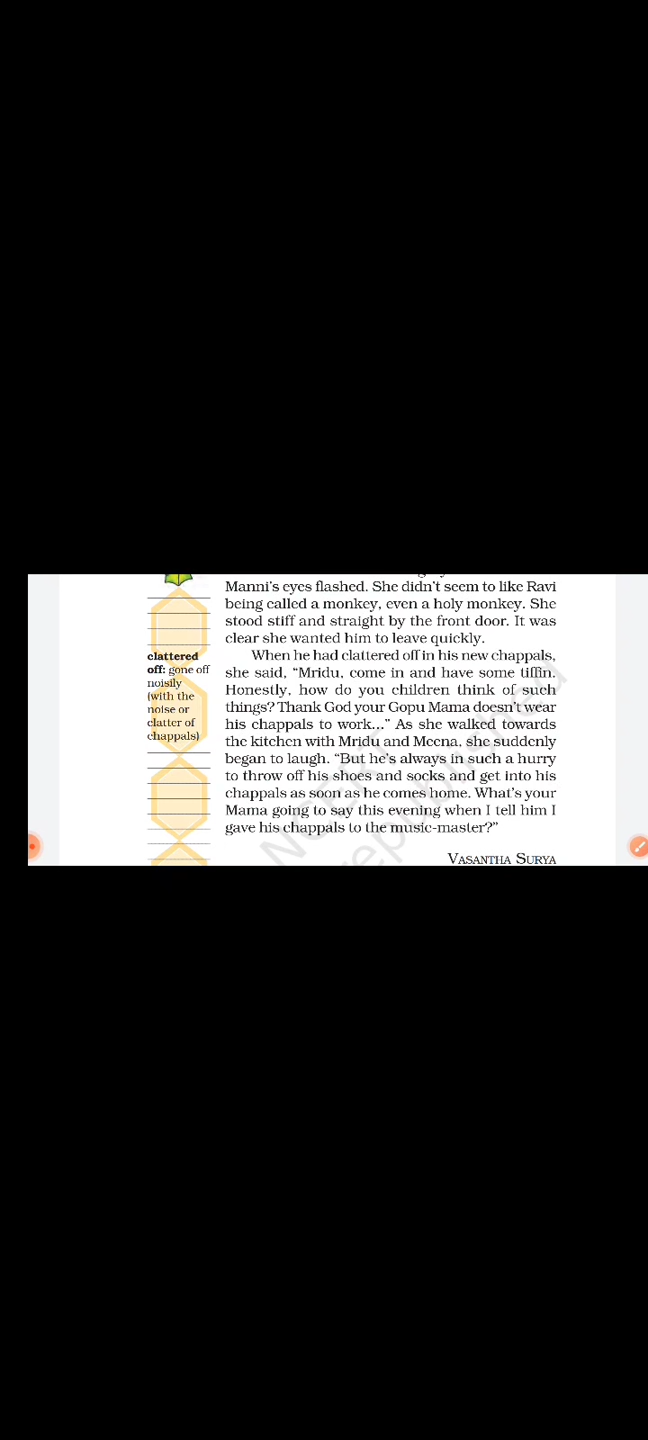 Manni's eyes flashed. She didn't seem to like Ravi
being called a monkey, even a holy monkey. She
stood stiff and straight by the front door. It was
clear she wanted him to leave quickly.
When he had clattered off in his new chappals,
she said, “Mridu, come in and have some tiffin.
Honestly, how do you children think of such
things? Thank God your Gopu Mama doesn't wear
his chappals to work...” As she walked towards
the kitchen with Mridu and Meena, she suddenly
began to laugh. “But he's always in such a hurry
to throw off his shoes and socks and get into his
chappals as soon as he comes home. What's your
Mama going to say this evening when I tell him I
gave his chappals to the music-master?”
VASANTHA SURYA
clattered
off: gone off
noisily
(with the
noise or
clatter of
chappals)
NCERT
republished